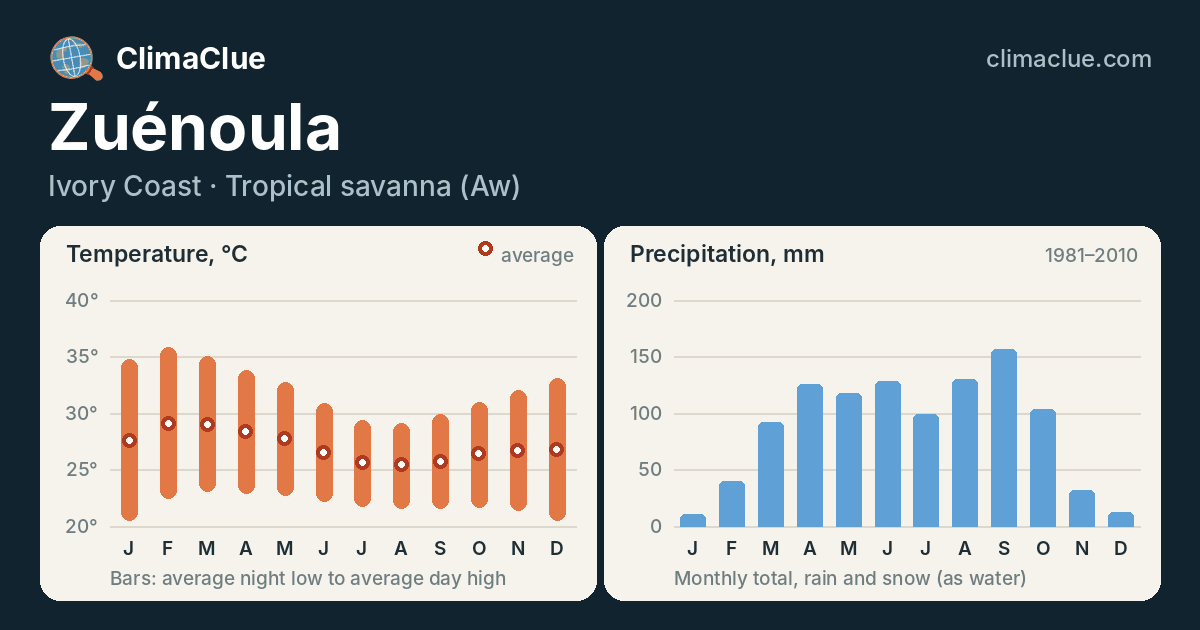 ClimaClue
climaclue.com
Zuénoula
Ivory Coast · Tropical savanna (Aw)
Temperature, °C
average
40°
35°
30°
25°
20°
J F M A M J J A S O N D
Bars: average night low to average day high
Precipitation, mm
1981–2010
200
150
100
50
0
J F M A M J J A S O N D
Monthly total, rain and snow (as water)